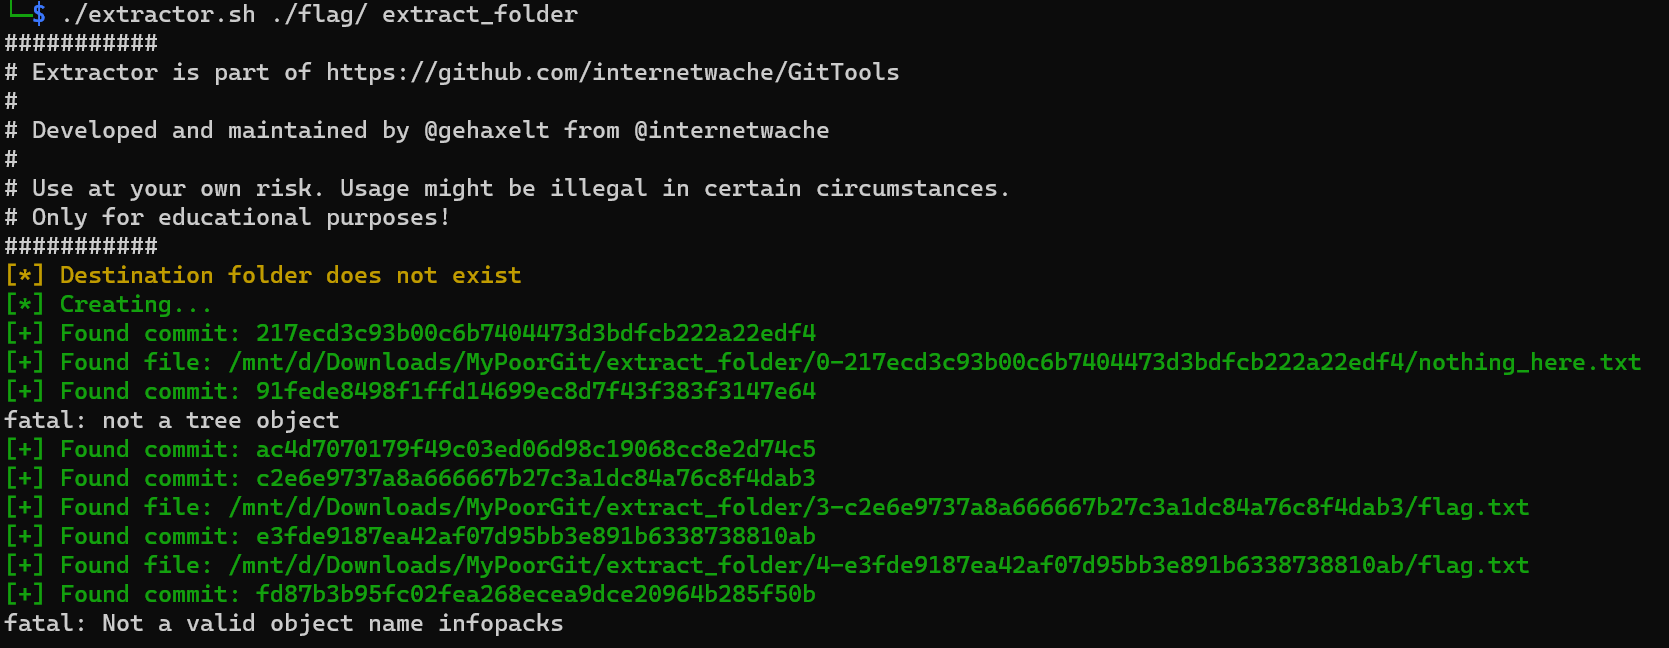 └─$ ./extractor.sh ./flag/ extract_folder
###########
# Extractor is part of https://github.com/internetwache/GitTools
#
# Developed and maintained by @gehaxelt from @internetwache
#
# Use at your own risk. Usage might be illegal in certain circumstances.
# Only for educational purposes!
###########
[*] Destination folder does not exist
[*] Creating...
[+] Found commit: 217ecd3c93b00c6b7404473d3bdfcb222a22edf4
[+] Found file: /mnt/d/Downloads/MyPoorGit/extract_folder/0-217ecd3c93b00c6b7404473d3bdfcb222a22edf4/nothing_here.txt
[+] Found commit: 91fede8498f1ffd14699ec8d7f43f383f3147e64
fatal: not a tree object
[+] Found commit: ac4d7070179f49c03ed06d98c19068cc8e2d74c5
[+] Found commit: c2e6e9737a8a666667b27c3a1dc84a76c8f4dab3
[+] Found file: /mnt/d/Downloads/MyPoorGit/extract_folder/3-c2e6e9737a8a666667b27c3a1dc84a76c8f4dab3/flag.txt
[+] Found commit: e3fde9187ea42af07d95bb3e891b6338738810ab
[+] Found file: /mnt/d/Downloads/MyPoorGit/extract_folder/4-e3fde9187ea42af07d95bb3e891b6338738810ab/flag.txt
[+] Found commit: fd87b3b95fc02fea268ecea9dce20964b285f50b
fatal: Not a valid object name infopacks